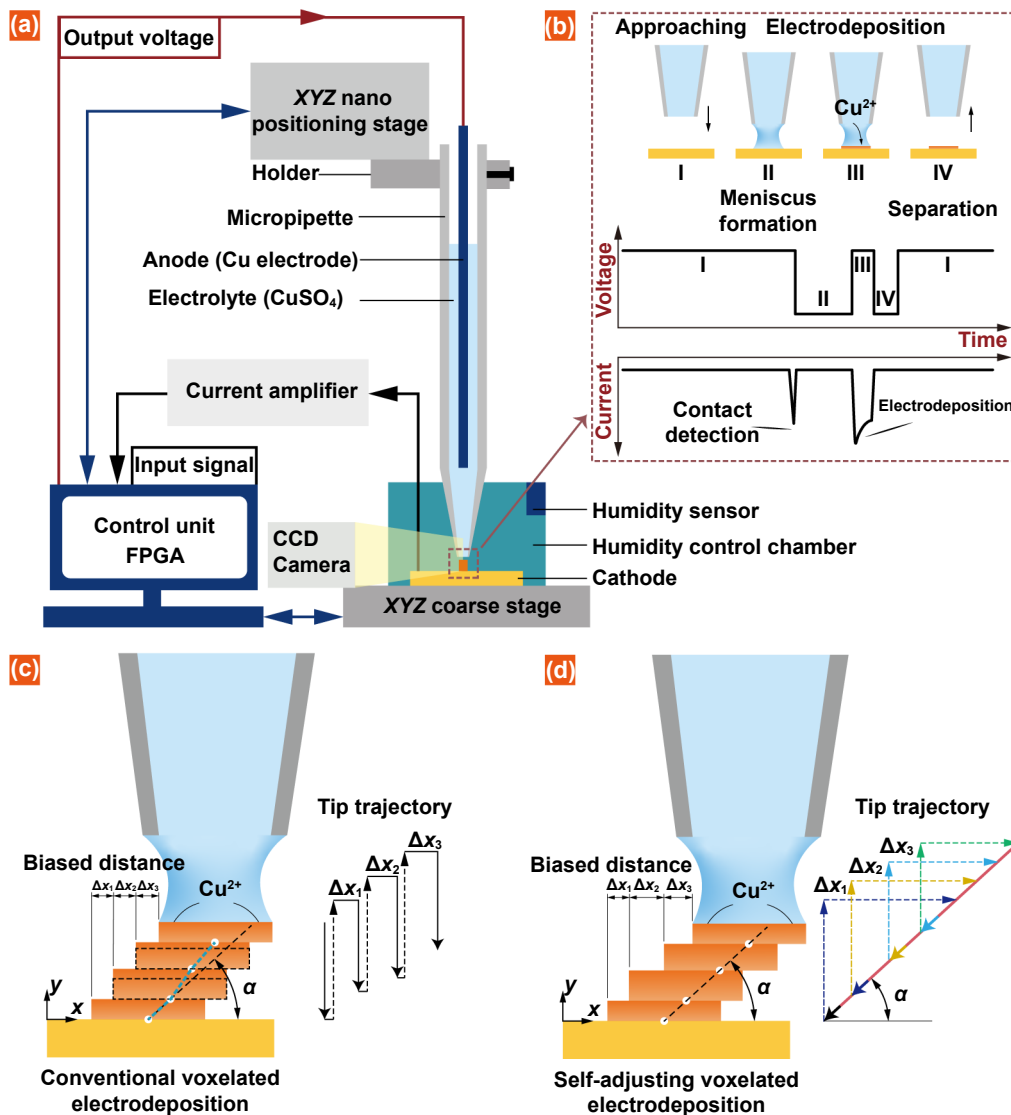 (a)
Output voltage
XYZ nano
positioning stage
Holder
Micropipette
Anode (Cu electrode)
Electrolyte (CuSO₄)
Current amplifier
Input signal
Control unit
FPGA
CCD
Camera
Humidity sensor
Humidity control chamber
Cathode
XYZ coarse stage
(b)
Approaching Electrodeposition
Cu²⁺
I II III IV
Meniscus
formation
Separation
Voltage
I II III IV I
Time
Current
Contact
detection
Electrodeposition
(c)
Tip trajectory
Biased distance
Δx₁ Δx₂ Δx₃
Cu²⁺
Δx₁ Δx₂ Δx₃
α
y
x
Conventional voxelated
electrodeposition
(d)
Tip trajectory
Biased distance
Δx₁ Δx₂ Δx₃
Cu²⁺
Δx₁ Δx₂ Δx₃
α
α
y
x
Self-adjusting voxelated
electrodeposition